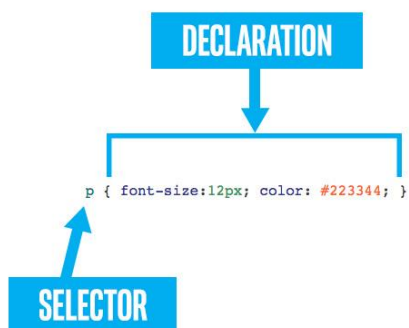 DECLARATION
p { font-size:12px; color: #223344; }
SELECTOR